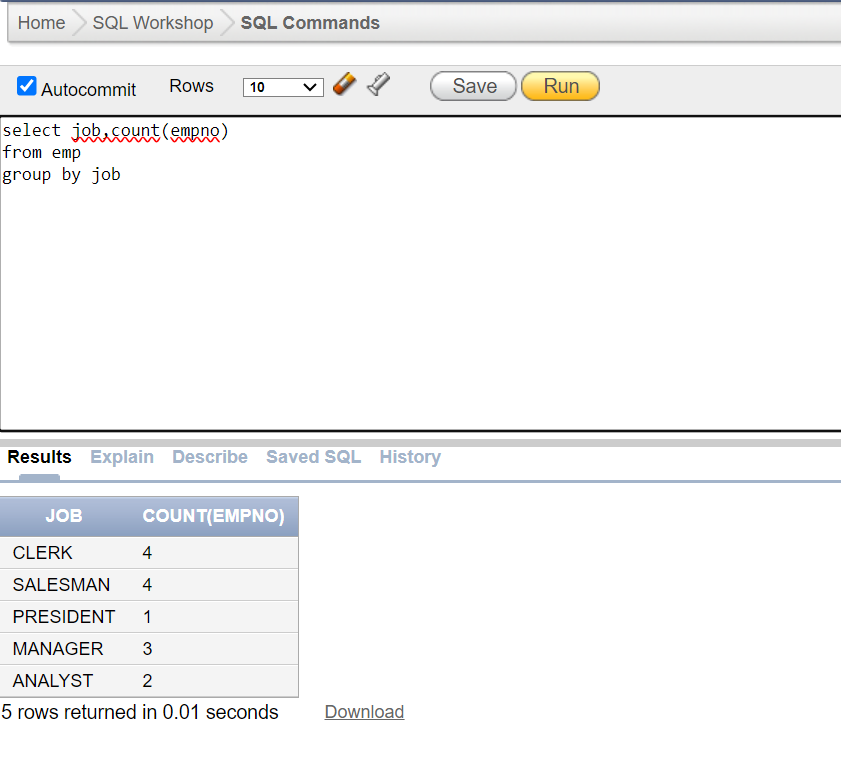 Home SQL Workshop SQL Commands
Autocommit Rows 10 Save Run
select job,count(empno)
from emp
group by job
Results Explain Describe Saved SQL History
JOB COUNT(EMPNO)
CLERK 4
SALESMAN 4
PRESIDENT 1
MANAGER 3
ANALYST 2
5 rows returned in 0.01 seconds Download